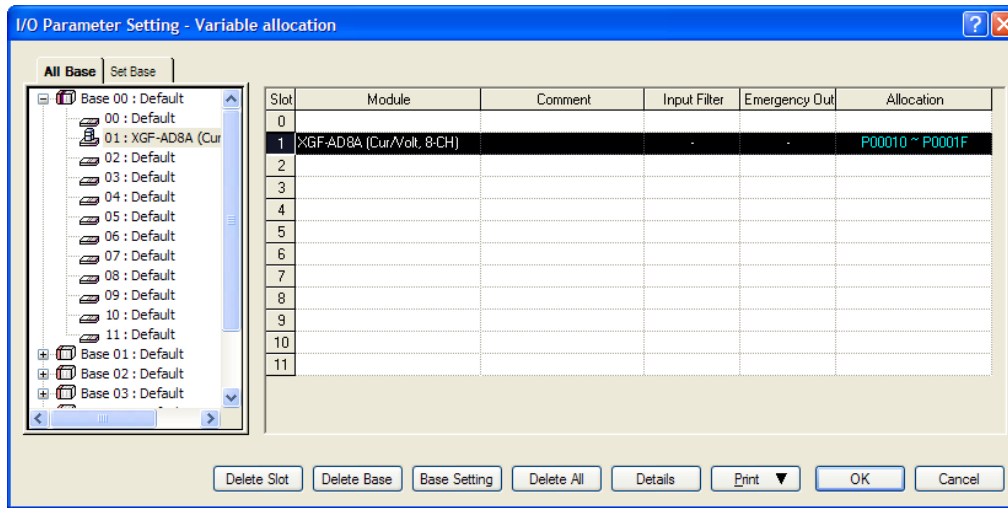 I/O Parameter Setting - Variable allocation
All Base Set Base
Base 00 : Default
00 : Default
01 : XGF-AD8A (Cur
02 : Default
03 : Default
04 : Default
05 : Default
06 : Default
07 : Default
08 : Default
09 : Default
10 : Default
11 : Default
Base 01 : Default
Base 02 : Default
Base 03 : Default
Slot Module Comment Input Filter Emergency Out Allocation
0
1 XGF-AD8A (Cur/Volt, 8-CH) - - P00010 ~ P0001F
2
3
4
5
6
7
8
9
10
11
Delete Slot Delete Base Base Setting Delete All Details Print ▼ OK Cancel